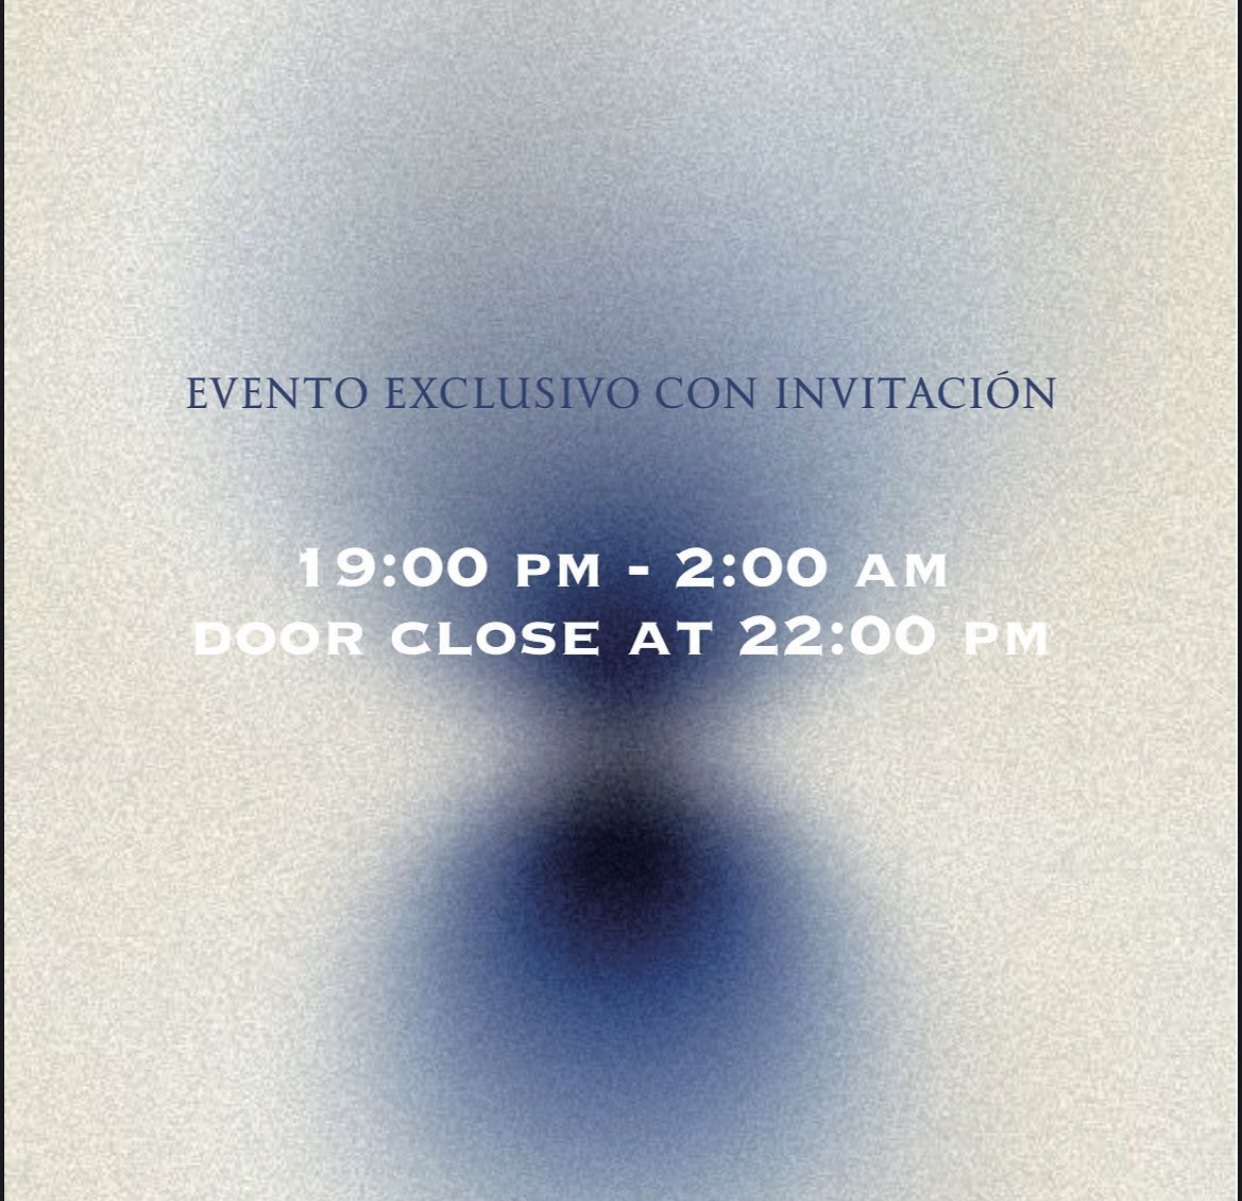 EVENTO EXCLUSIVO CON INVITACIÓN
19:00 PM - 2:00 AM
DOOR CLOSE AT 22:00 PM